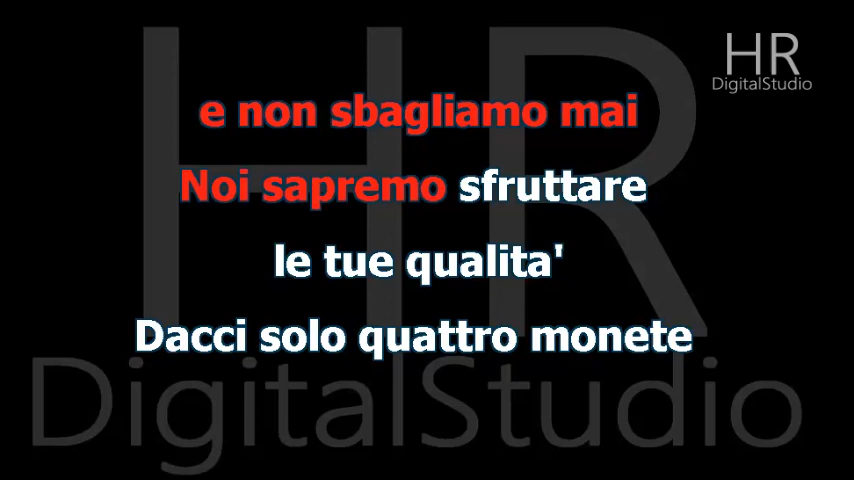 HR
DigitalStudio
e non sbagliamo mai
Noi sapremo sfruttare
le tue qualita'
Dacci solo quattro monete
HR
DigitalStudio